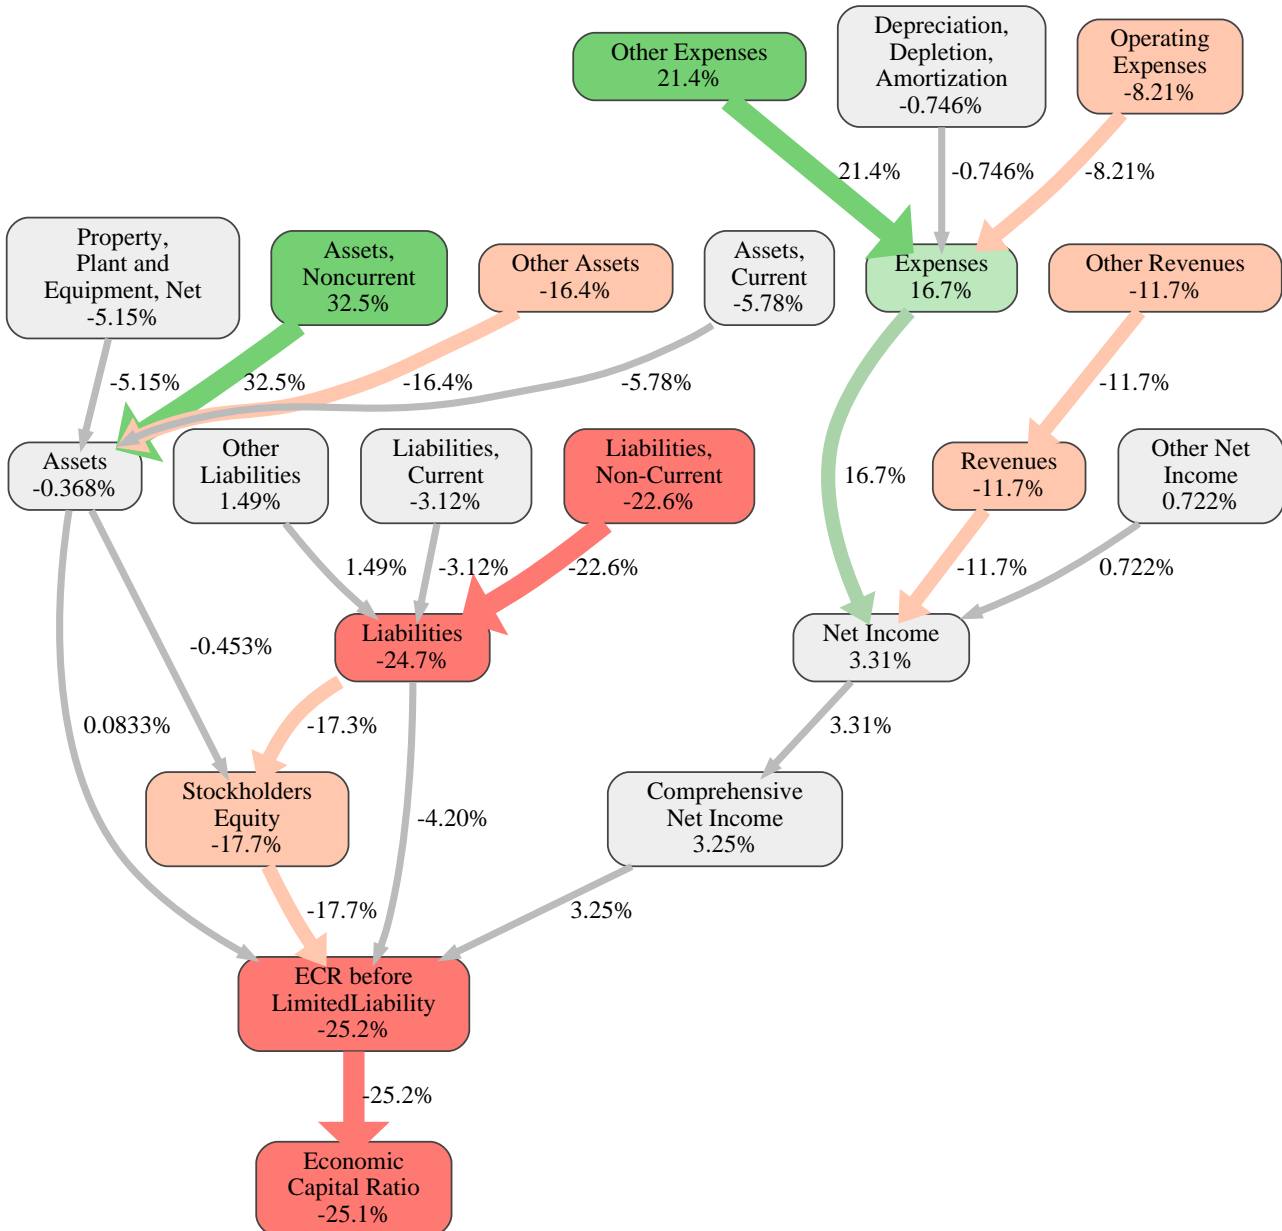 Other Expenses
21.4%
Depreciation,
Depletion,
Amortization
-0.746%
Operating
Expenses
-8.21%
21.4%
-0.746%
-8.21%
Property,
Plant and
Equipment, Net
-5.15%
Assets,
Noncurrent
32.5%
Other Assets
-16.4%
Assets,
Current
-5.78%
Expenses
16.7%
Other Revenues
-11.7%
-5.15%
32.5%
-16.4%
-5.78%
-11.7%
Assets
-0.368%
Other
Liabilities
1.49%
Liabilities,
Current
-3.12%
Liabilities,
Non-Current
-22.6%
16.7%
Revenues
-11.7%
Other Net
Income
0.722%
1.49%
-3.12%
-22.6%
-11.7%
0.722%
Liabilities
-24.7%
Net Income
3.31%
-0.453%
0.0833%
-17.3%
3.31%
Stockholders
Equity
-17.7%
-4.20%
Comprehensive
Net Income
3.25%
-17.7%
3.25%
ECR before
LimitedLiability
-25.2%
-25.2%
Economic
Capital Ratio
-25.1%